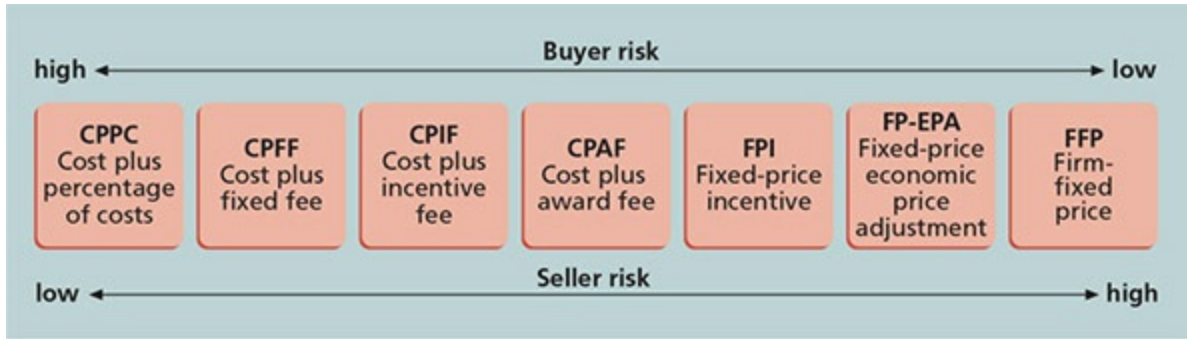 Buyer risk
high
low
CPPC
Cost plus
percentage
of costs
CPFF
Cost plus
fixed fee
CPIF
Cost plus
incentive
fee
CPAF
Cost plus
award fee
FPI
Fixed-price
incentive
FP-EPA
Fixed-price
economic
price
adjustment
FFP
Firm-
fixed
price
Seller risk
low
high